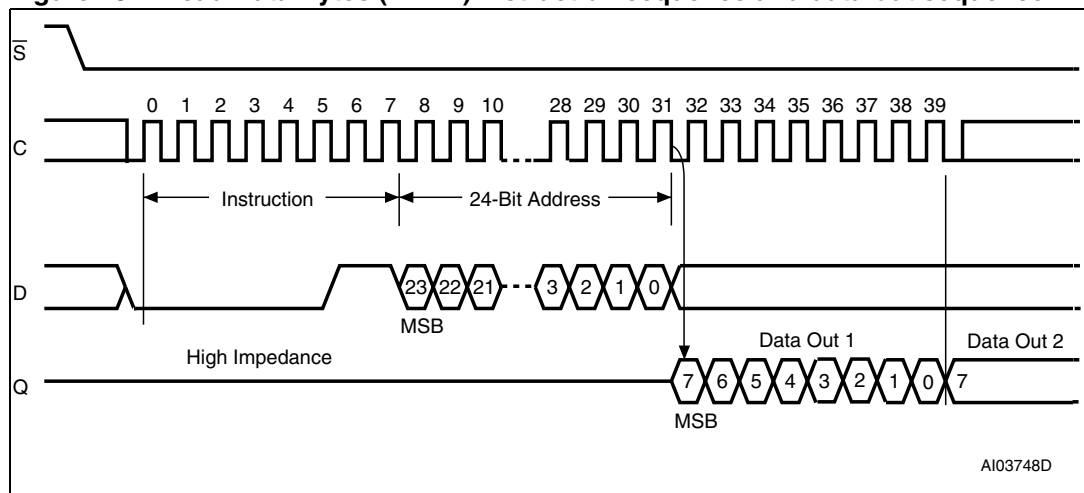 S
0 1 2 3 4 5 6 7 8 9 10 28 29 30 31 32 33 34 35 36 37 38 39
C
Instruction 24-Bit Address
D
23 22 21 3 2 1 0
MSB
High Impedance Data Out 1 Data Out 2
Q
7 6 5 4 3 2 1 0 7
MSB
AI03748D